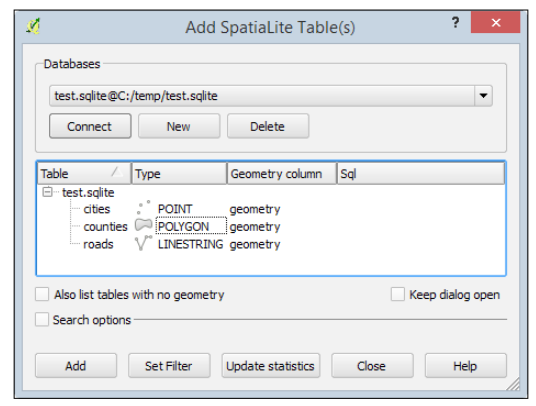 Add SpatiaLite Table(s)
? ×
Databases
test.sqlite@C:/temp/test.sqlite
Connect New Delete
Table Type Geometry column Sql
test.sqlite
cities POINT geometry
counties POLYGON geometry
roads LINESTRING geometry
Also list tables with no geometry Keep dialog open
Search options
Add Set Filter Update statistics Close Help